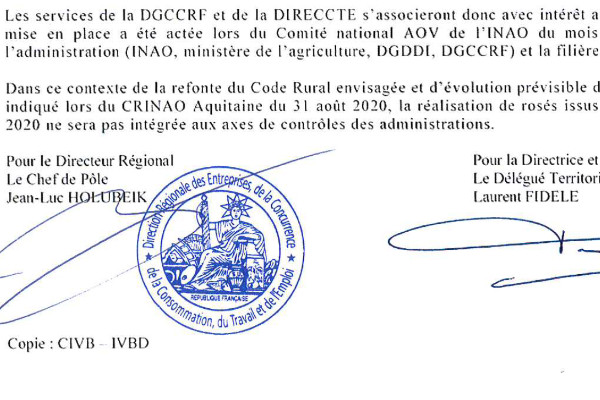 Les services de la DGCCRF et de la DIRECCTE s’associeront donc avec intérêt a
mise en place a été actée lors du Comité national AOV de l’INAO du mois
l’administration (INAO, ministère de l’agriculture, DGDDI, DGCCRF) et la filière
Dans ce contexte de la refonte du Code Rural envisagée et d’évolution prévisible d
indiqué lors du CRINAO Aquitaine du 31 août 2020, la réalisation de rosés issus
2020 ne sera pas intégrée aux axes de contrôles des administrations.
Pour le Directeur Régional
Le Chef de Pôle
Jean-Luc HOLUBEIK
Pour la Directrice et
Le Délégué Territori
Laurent FIDELE
Direction Régionale des Entreprises, de la Concurrence
de la Consommation, du Travail et de l'Emploi
RÉPUBLIQUE FRANÇAISE
Copie : CIVB – IVBD